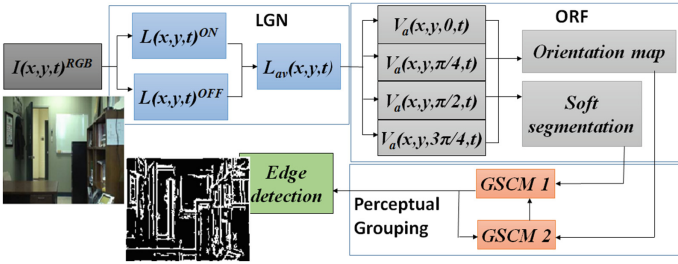 LGN
ORF
I(x,y,t)^RGB
L(x,y,t)^ON
L(x,y,t)^OFF
L_av(x,y,t)
V_a(x,y,0,t)
V_a(x,y,π/4,t)
V_a(x,y,π/2,t)
V_a(x,y,3π/4,t)
Orientation map
Soft
segmentation
Edge
detection
Perceptual
Grouping
GSCM 1
GSCM 2